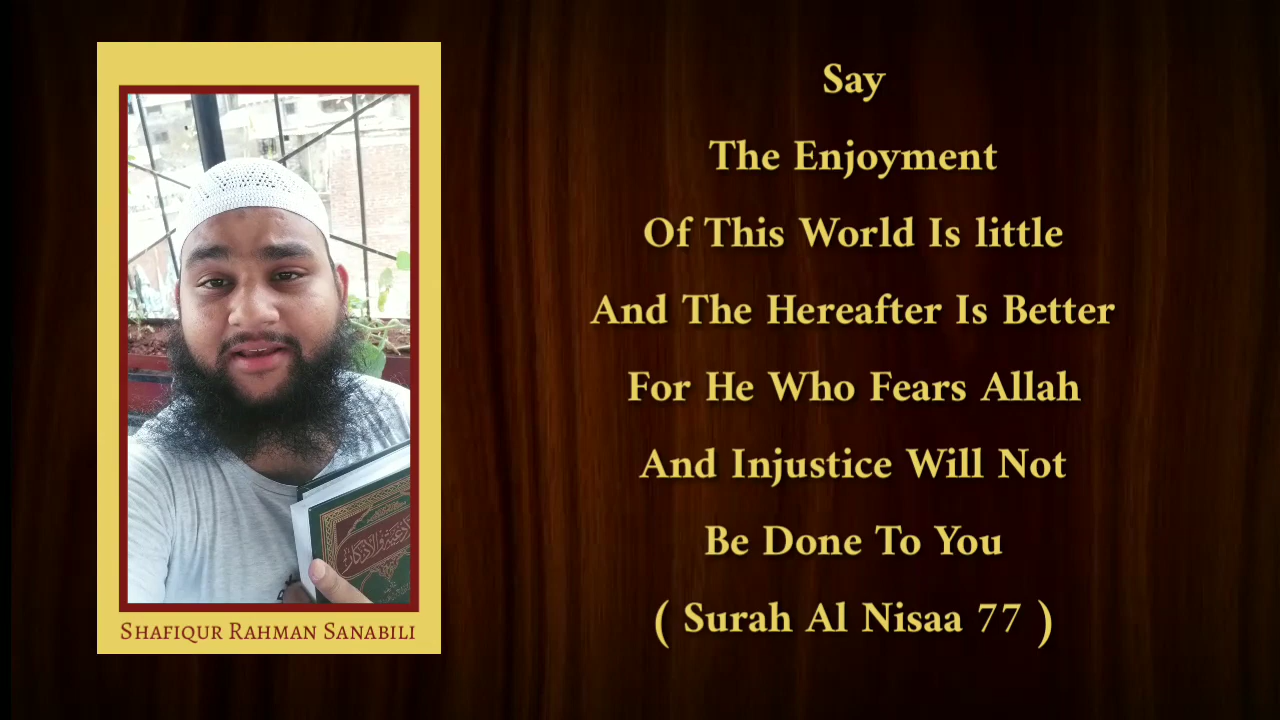 Say
The Enjoyment
Of This World Is little
And The Hereafter Is Better
For He Who Fears Allah
And Injustice Will Not
Be Done To You
( Surah Al Nisaa 77 )
SHAFIQUR RAHMAN SANABILI